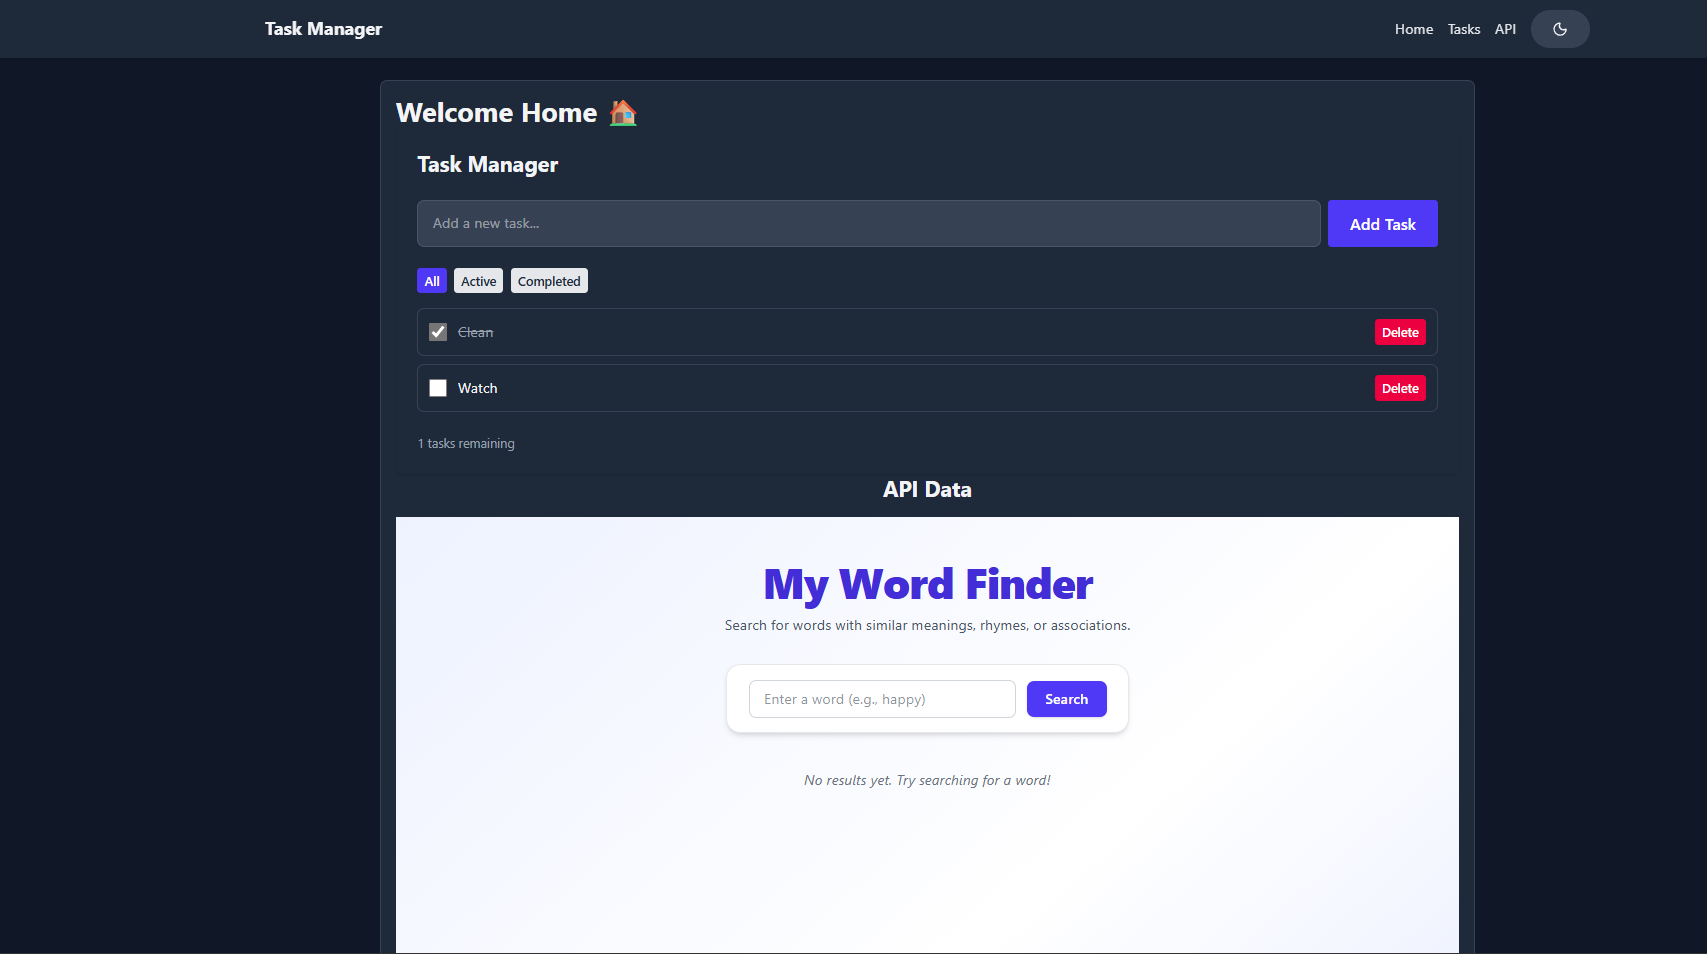 Task Manager
Home Tasks API
Welcome Home 🏠
Task Manager
Add a new task...
Add Task
All Active Completed
Clean Delete
Watch Delete
1 tasks remaining
API Data
My Word Finder
Search for words with similar meanings, rhymes, or associations.
Enter a word (e.g., happy) Search
No results yet. Try searching for a word!